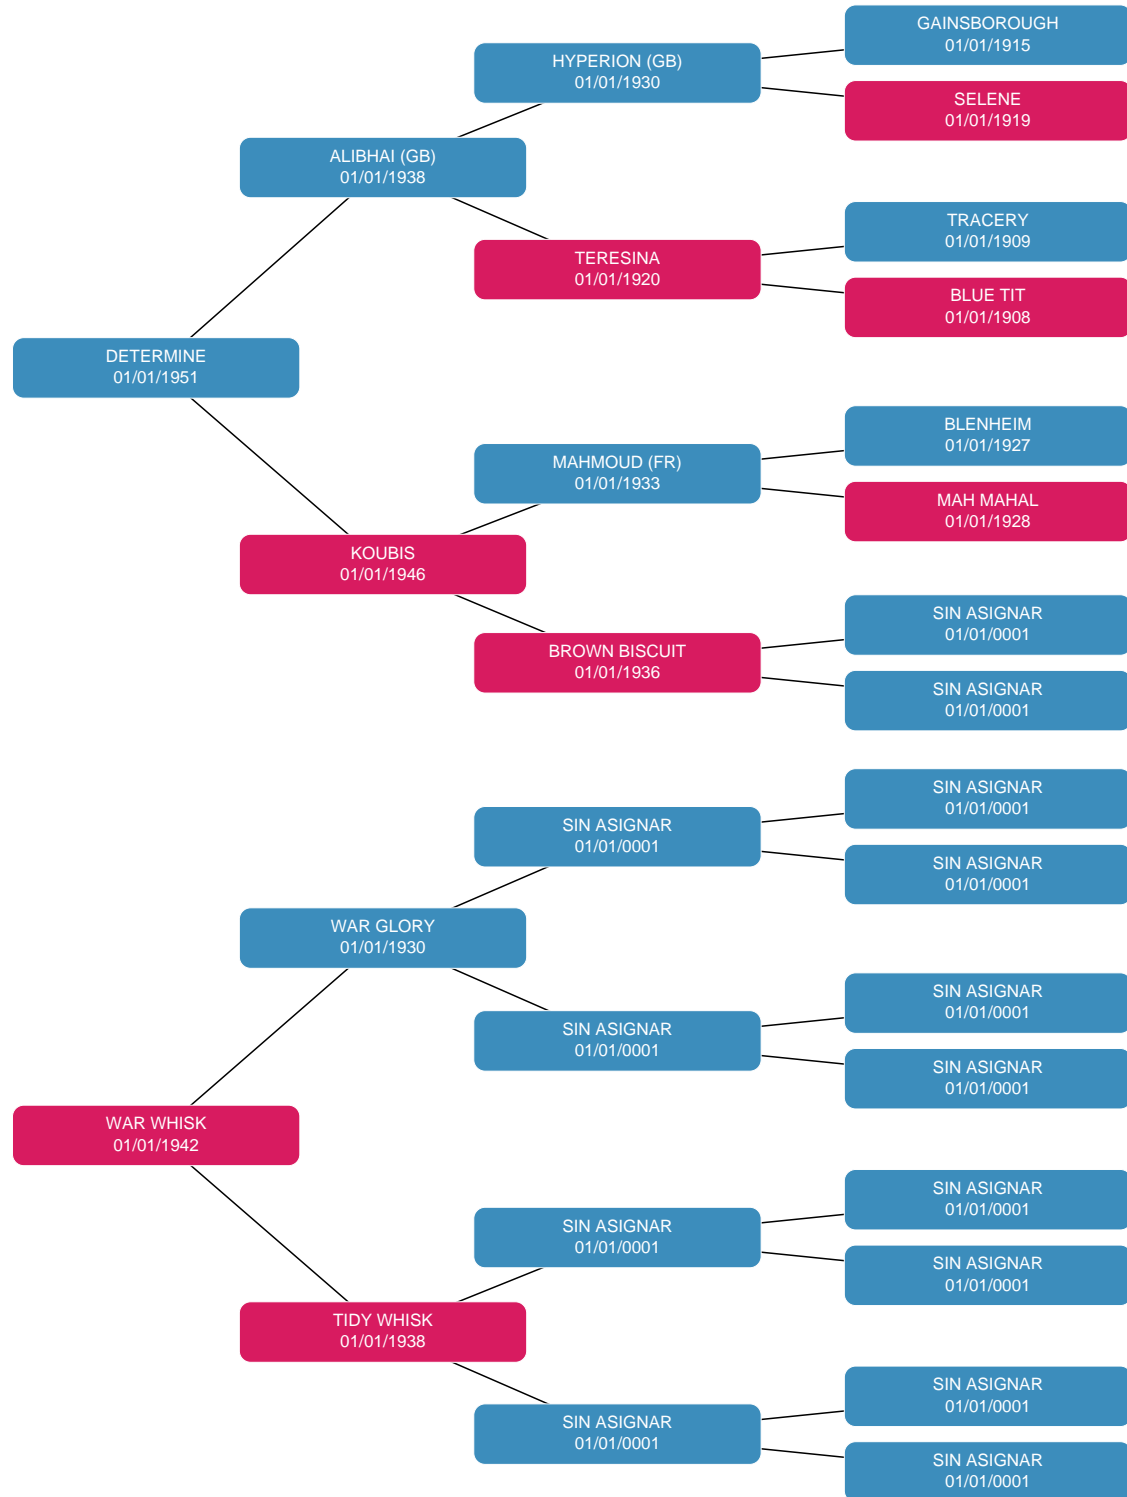 GAINSBOROUGH
01/01/1915
HYPERION (GB)
01/01/1930
SELENE
01/01/1919
ALIBHAI (GB)
01/01/1938
TRACERY
01/01/1909
TERESINA
01/01/1920
BLUE TIT
01/01/1908
DETERMINE
01/01/1951
BLENHEIM
01/01/1927
MAHMOUD (FR)
01/01/1933
MAH MAHAL
01/01/1928
KOUBIS
01/01/1946
SIN ASIGNAR
01/01/0001
BROWN BISCUIT
01/01/1936
SIN ASIGNAR
01/01/0001
SIN ASIGNAR
01/01/0001
SIN ASIGNAR
01/01/0001
SIN ASIGNAR
01/01/0001
WAR GLORY
01/01/1930
SIN ASIGNAR
01/01/0001
SIN ASIGNAR
01/01/0001
SIN ASIGNAR
01/01/0001
WAR WHISK
01/01/1942
SIN ASIGNAR
01/01/0001
SIN ASIGNAR
01/01/0001
SIN ASIGNAR
01/01/0001
TIDY WHISK
01/01/1938
SIN ASIGNAR
01/01/0001
SIN ASIGNAR
01/01/0001
SIN ASIGNAR
01/01/0001